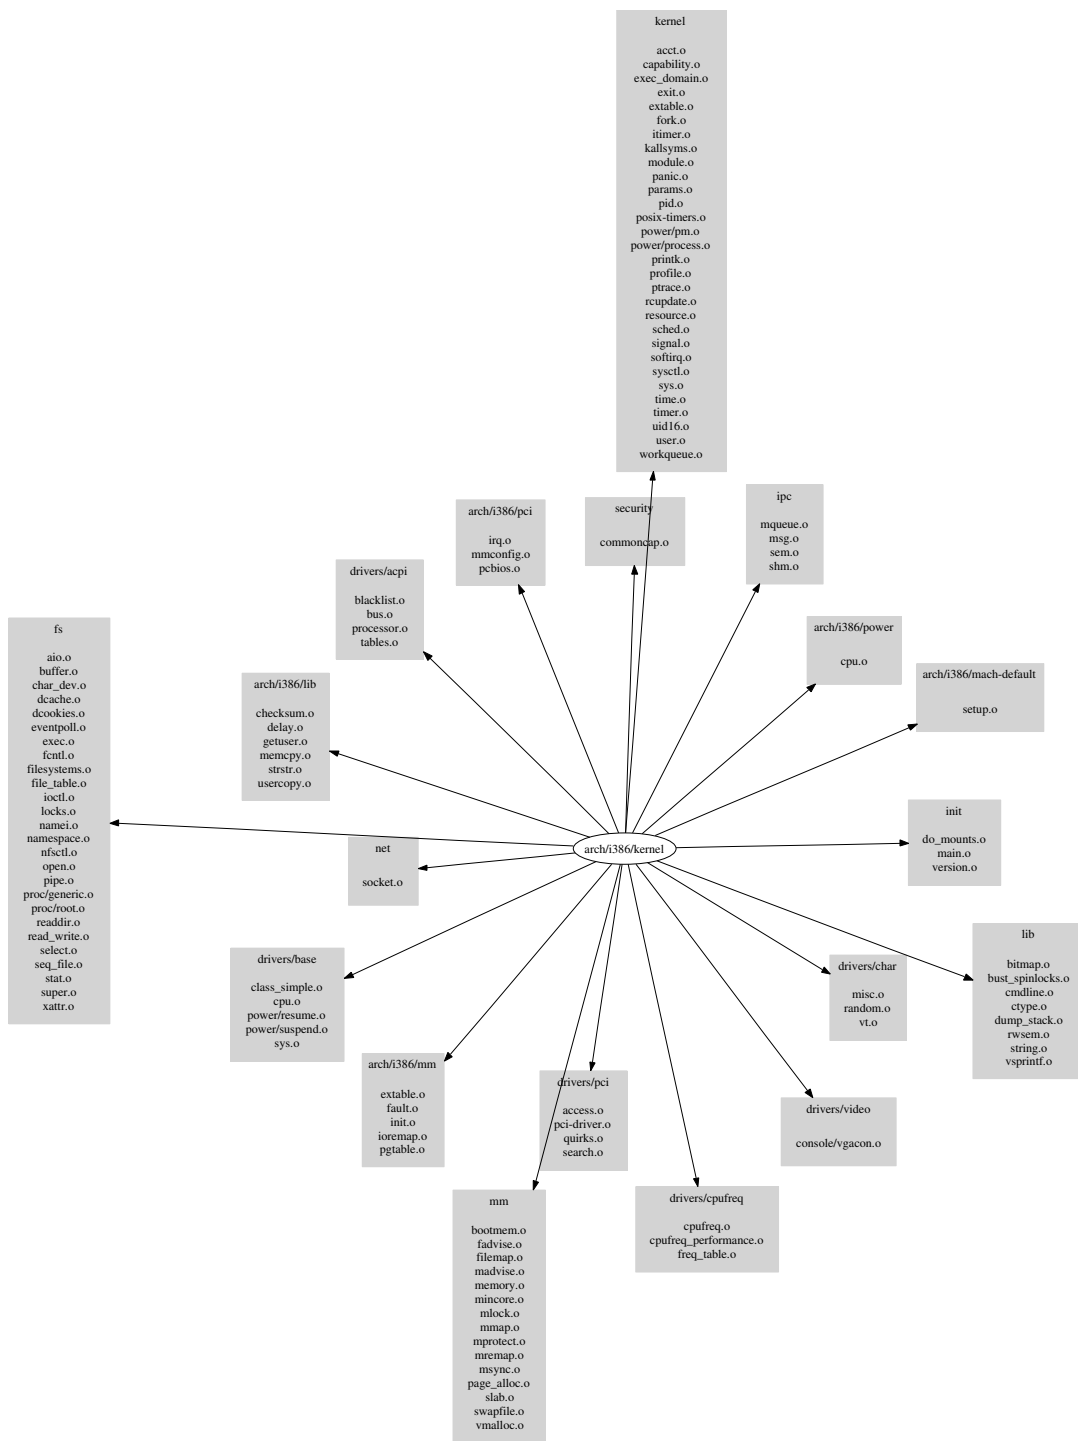 kernel
acct.o
capability.o
exec_domain.o
exit.o
extable.o
fork.o
itimer.o
kallsyms.o
module.o
panic.o
params.o
pid.o
posix-timers.o
power/pm.o
power/process.o
printk.o
profile.o
ptrace.o
rcupdate.o
resource.o
sched.o
signal.o
softirq.o
sysctl.o
sys.o
time.o
timer.o
uid16.o
user.o
workqueue.o
ipc
mqueue.o
msg.o
sem.o
shm.o
security
commoncap.o
arch/i386/pci
irq.o
mmconfig.o
pcbios.o
drivers/acpi
blacklist.o
bus.o
processor.o
tables.o
arch/i386/power
cpu.o
fs
aio.o
buffer.o
char_dev.o
dcache.o
dcookies.o
eventpoll.o
exec.o
fcntl.o
filesystems.o
file_table.o
ioctl.o
locks.o
namei.o
namespace.o
nfsctl.o
open.o
pipe.o
proc/generic.o
proc/root.o
readdir.o
read_write.o
select.o
seq_file.o
stat.o
super.o
xattr.o
arch/i386/mach-default
setup.o
arch/i386/lib
checksum.o
delay.o
getuser.o
memcpy.o
strstr.o
usercopy.o
init
do_mounts.o
main.o
version.o
net
socket.o
arch/i386/kernel
lib
bitmap.o
bust_spinlocks.o
cmdline.o
ctype.o
dump_stack.o
rwsem.o
string.o
vsprintf.o
drivers/base
class_simple.o
cpu.o
power/resume.o
power/suspend.o
sys.o
drivers/char
misc.o
random.o
vt.o
arch/i386/mm
extable.o
fault.o
init.o
ioremap.o
pgtable.o
drivers/pci
access.o
pci-driver.o
quirks.o
search.o
drivers/video
console/vgacon.o
drivers/cpufreq
cpufreq.o
cpufreq_performance.o
freq_table.o
mm
bootmem.o
fadvise.o
filemap.o
madvise.o
memory.o
mincore.o
mlock.o
mmap.o
mprotect.o
mremap.o
msync.o
page_alloc.o
slab.o
swapfile.o
vmalloc.o